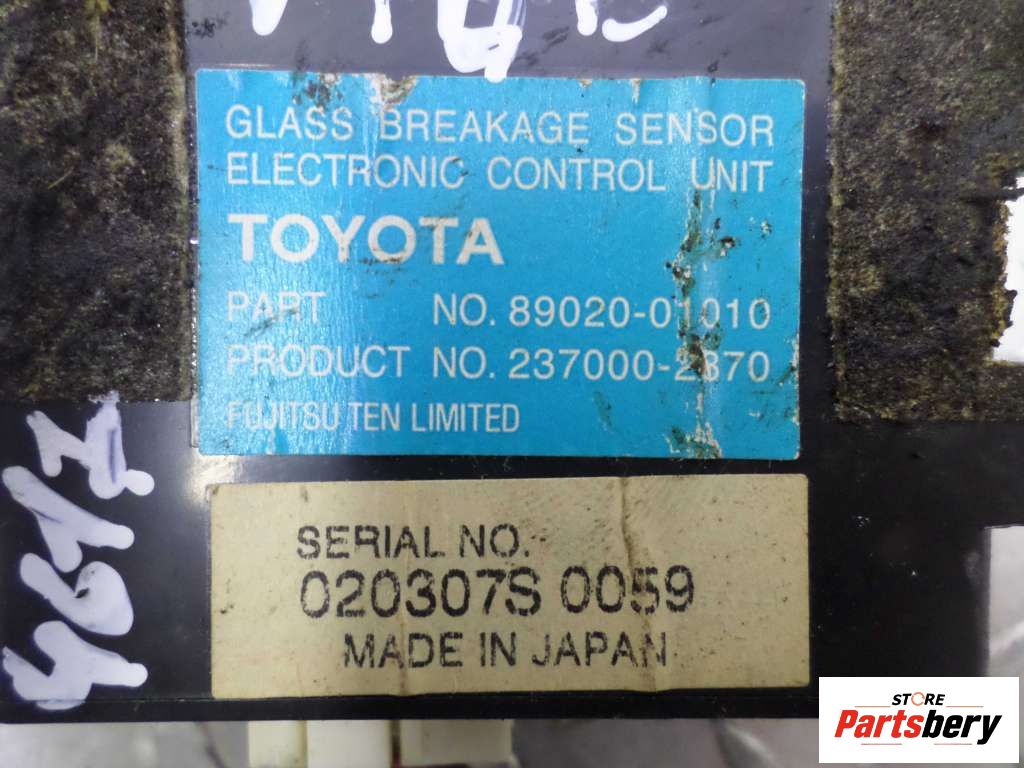 GLASS BREAKAGE SENSOR
ELECTRONIC CONTROL UNIT
TOYOTA
PART NO. 89020-01010
PRODUCT NO. 237000-2870
FUJITSU TEN LIMITED
SERIAL NO.
020307S 0059
MADE IN JAPAN
STORE
Partsbery